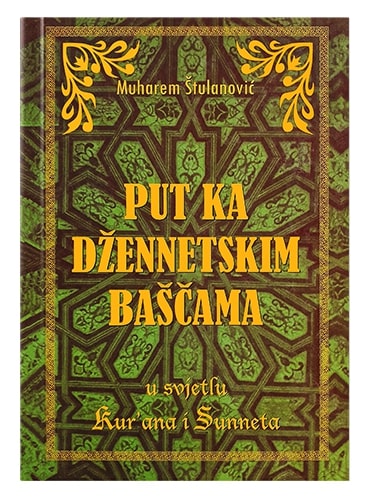 Muharem Štulanović
PUT KA
DŽENNETSKIM
BAŠČAMA
u svjetlu
Kur'ana i Sunneta